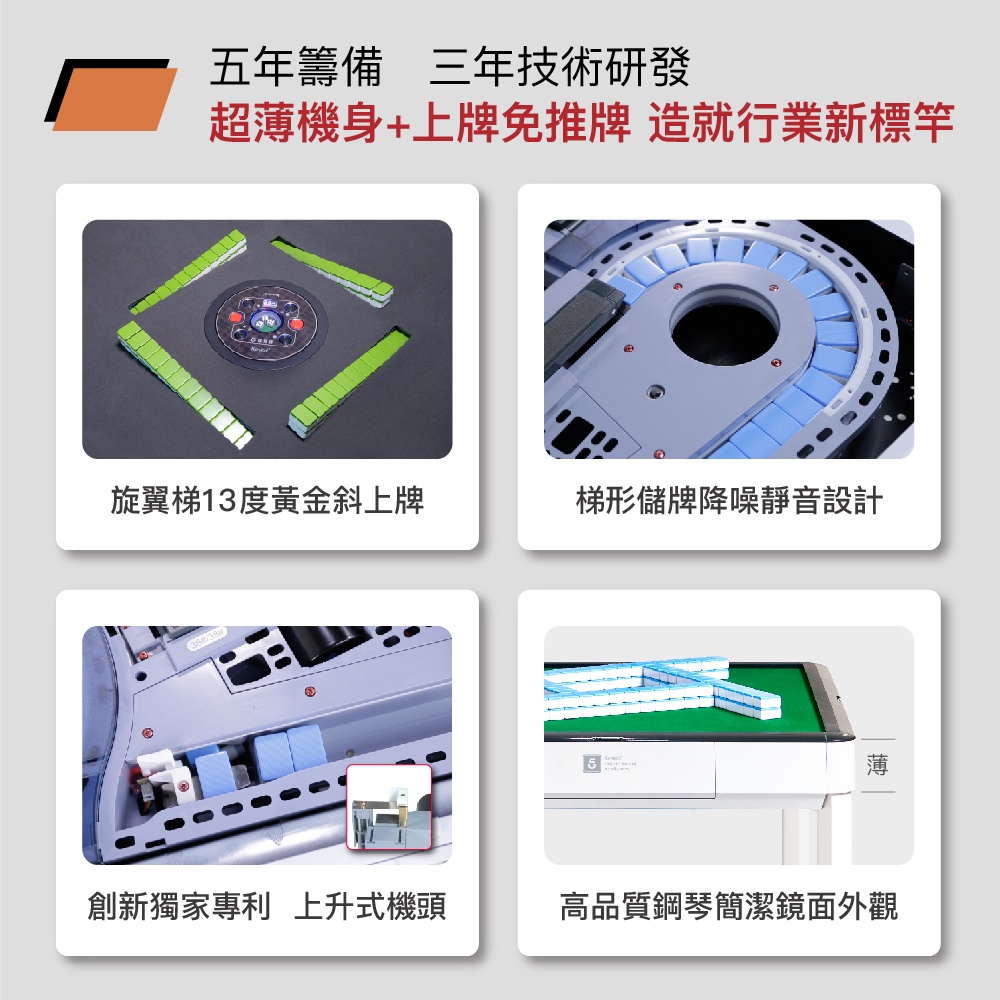 五年籌備 三年技術研發
超薄機身+上牌免推牌 造就行業新標竿
旋翼梯13度黃金斜上牌
梯形儲牌降噪靜音設計
38#/38#
創新獨家專利 上升式機頭
薄
高品質鋼琴簡潔鏡面外觀